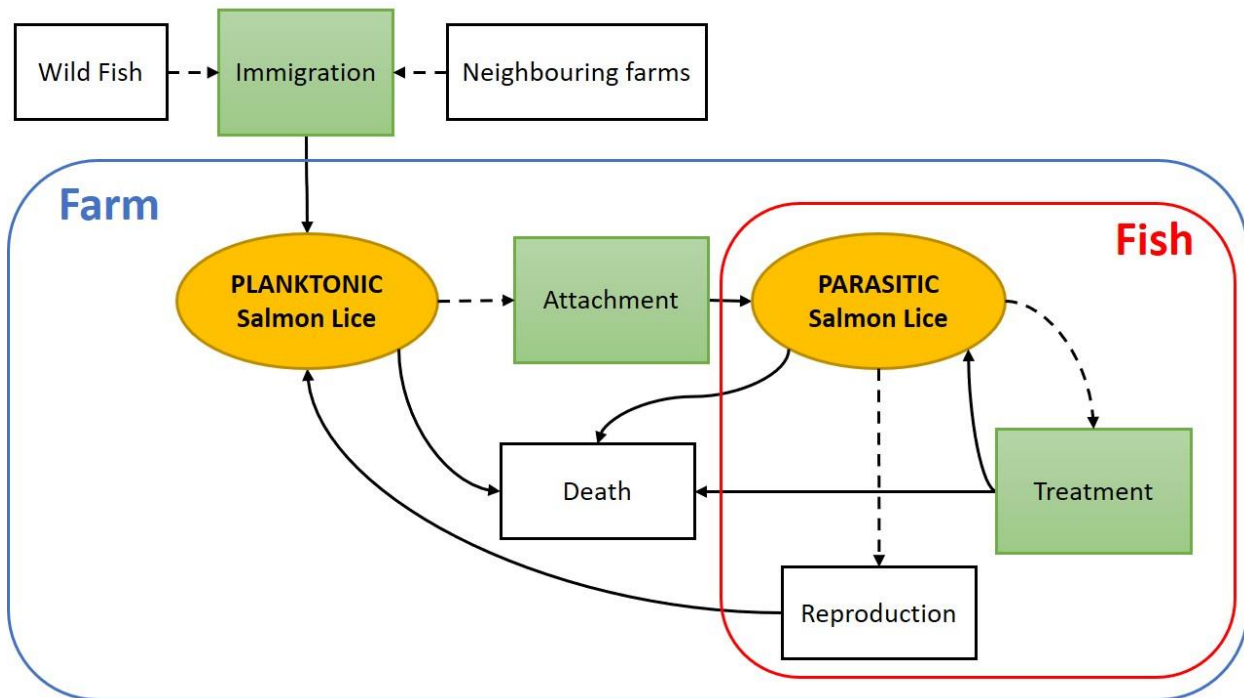 Wild Fish
Immigration
Neighbouring farms
Farm
Fish
PLANKTONIC
Salmon Lice
Attachment
PARASITIC
Salmon Lice
Death
Treatment
Reproduction